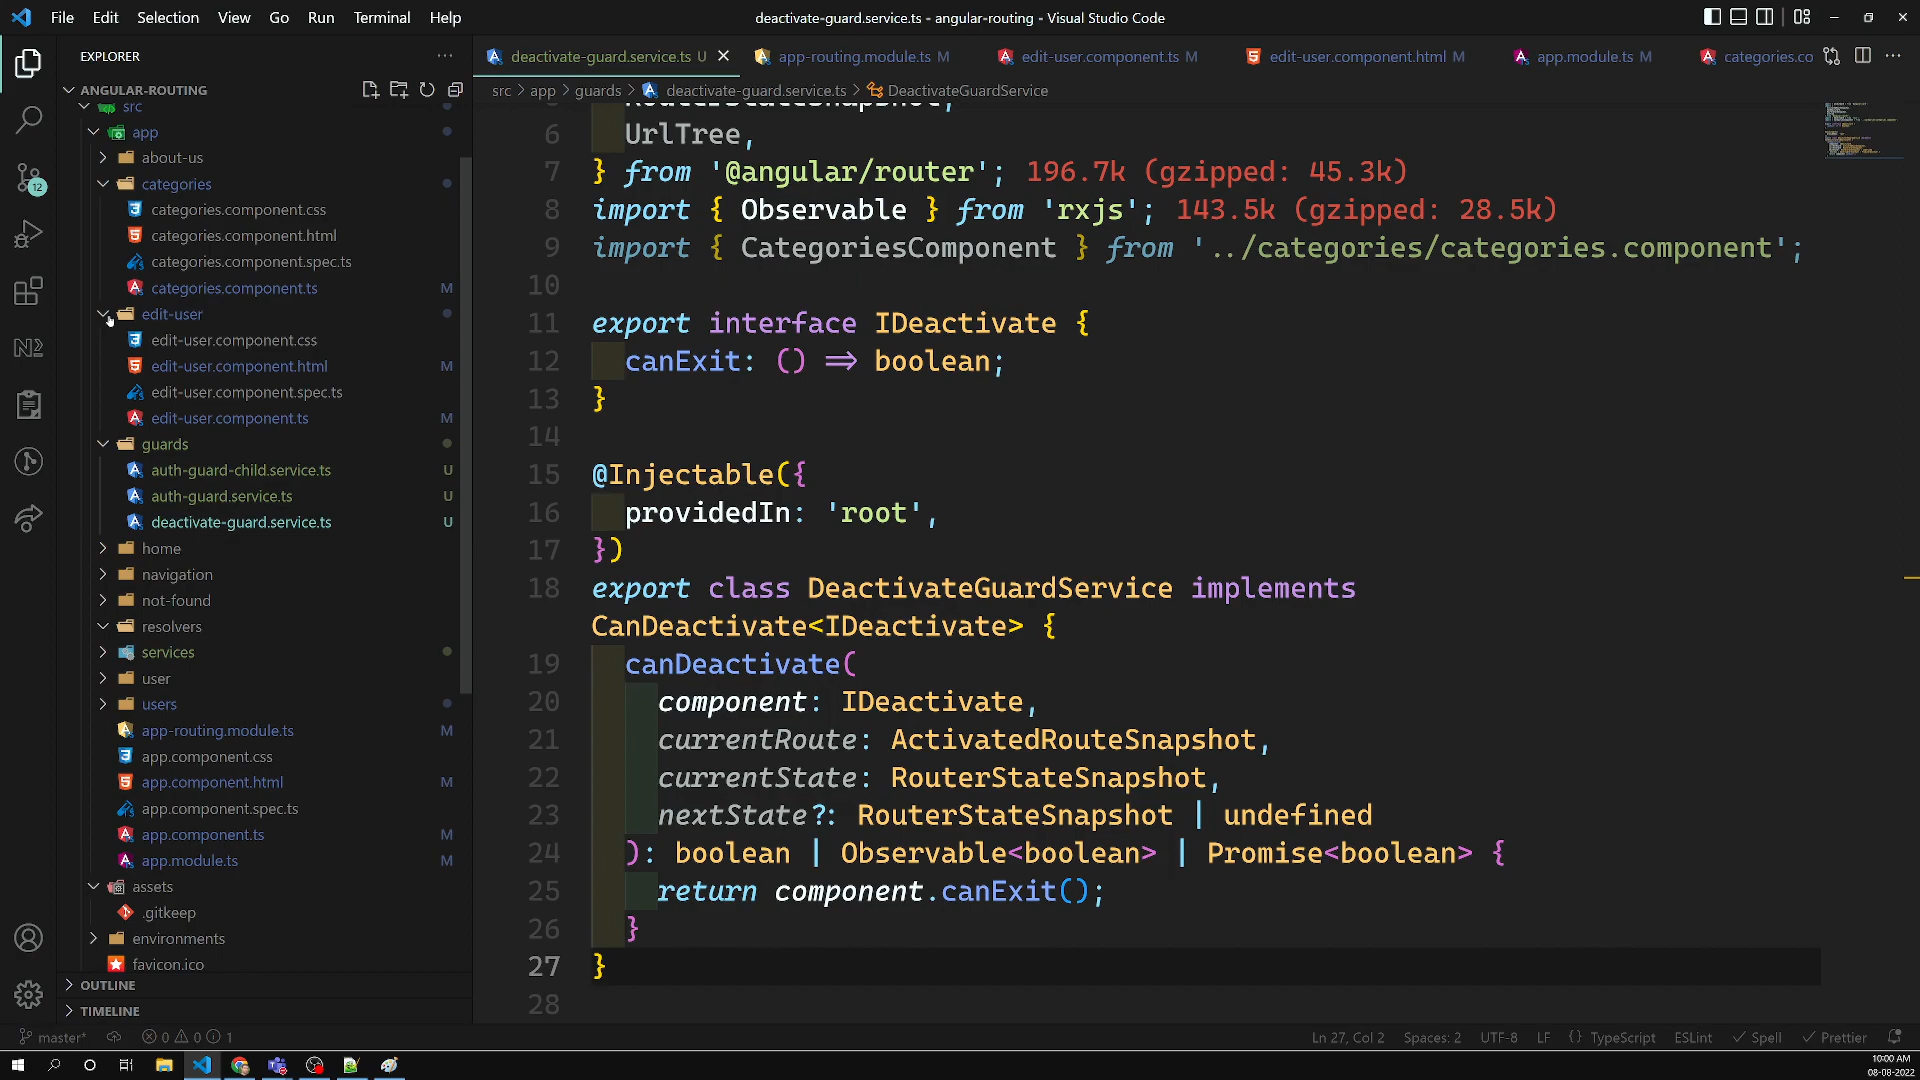 File Edit Selection View Go Run Terminal Help
deactivate-guard.service.ts - angular-routing - Visual Studio Code
EXPLORER
deactivate-guard.service.ts U
app-routing.module.ts M
edit-user.component.ts M
edit-user.component.html M
app.module.ts M
categories.co
ANGULAR-ROUTING
src > app > guards > deactivate-guard.service.ts > DeactivateGuardService
src
app
about-us
categories
categories.component.css
categories.component.html
categories.component.spec.ts
categories.component.ts M
edit-user
edit-user.component.css
edit-user.component.html M
edit-user.component.spec.ts
edit-user.component.ts M
guards
auth-guard-child.service.ts U
auth-guard.service.ts U
deactivate-guard.service.ts U
home
navigation
not-found
resolvers
services
user
users
app-routing.module.ts M
app.component.css
app.component.html M
app.component.spec.ts
app.component.ts M
app.module.ts M
assets
.gitkeep
environments
favicon.ico
OUTLINE
TIMELINE
12
RouterStateSnapshot,
6 UrlTree,
7 } from '@angular/router'; 196.7k (gzipped: 45.3k)
8 import { Observable } from 'rxjs'; 143.5k (gzipped: 28.5k)
9 import { CategoriesComponent } from '../categories/categories.component';
10
11 export interface IDeactivate {
12 canExit: () => boolean;
13 }
14
15 @Injectable({
16 providedIn: 'root',
17 })
18 export class DeactivateGuardService implements
CanDeactivate<IDeactivate> {
19 canDeactivate(
20 component: IDeactivate,
21 currentRoute: ActivatedRouteSnapshot,
22 currentState: RouterStateSnapshot,
23 nextState?: RouterStateSnapshot | undefined
24 ): boolean | Observable<boolean> | Promise<boolean> {
25 return component.canExit();
26 }
27 }
28
master* 0 0 1
Ln 27, Col 2 Spaces: 2 UTF-8 LF {} TypeScript ESLint Spell Prettier
10:00 AM
08-08-2022